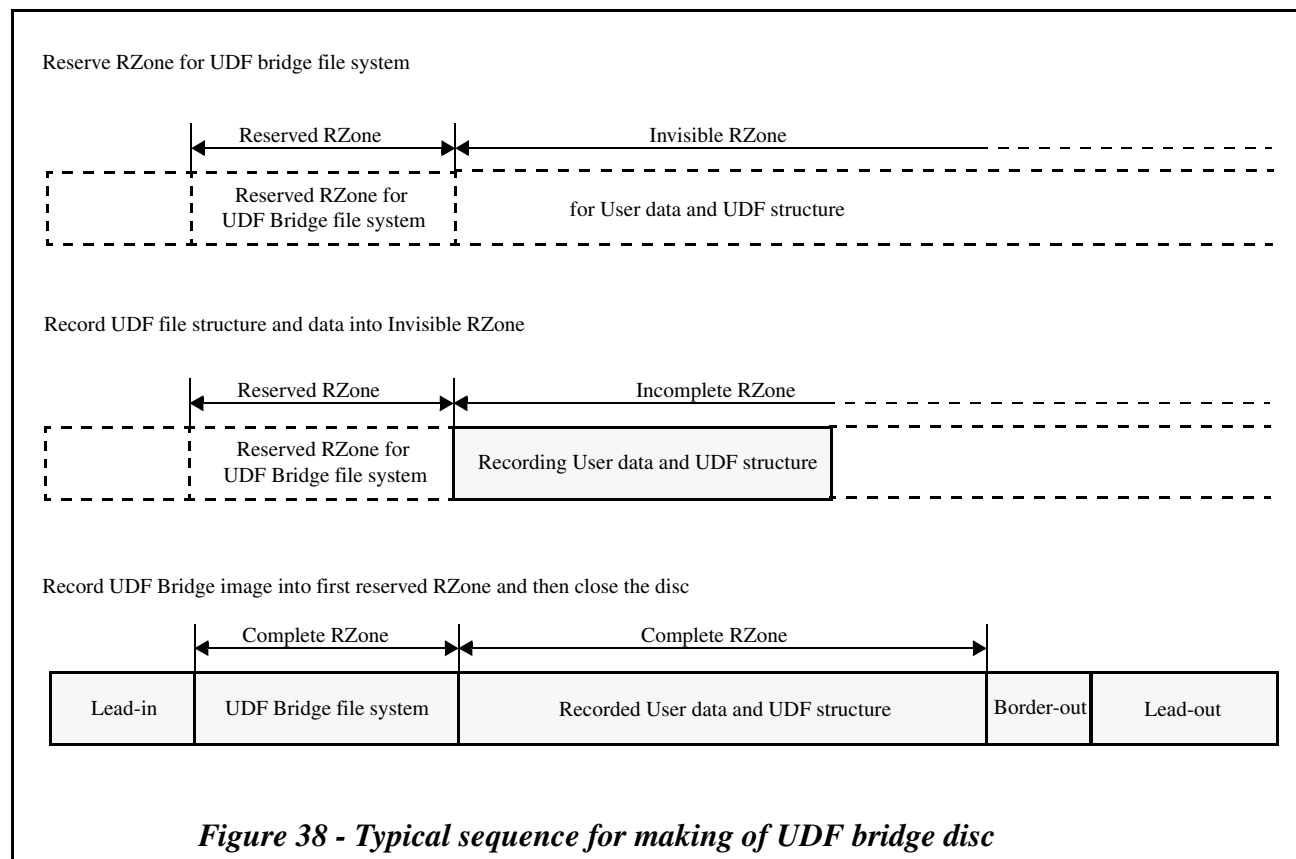 Reserve RZone for UDF bridge file system
Reserved RZone
Invisible RZone
Reserved RZone for
UDF Bridge file system
for User data and UDF structure
Record UDF file structure and data into Invisible RZone
Reserved RZone
Incomplete RZone
Reserved RZone for
UDF Bridge file system
Recording User data and UDF structure
Record UDF Bridge image into first reserved RZone and then close the disc
Complete RZone
Complete RZone
Lead-in
UDF Bridge file system
Recorded User data and UDF structure
Border-out
Lead-out
Figure 38 - Typical sequence for making of UDF bridge disc